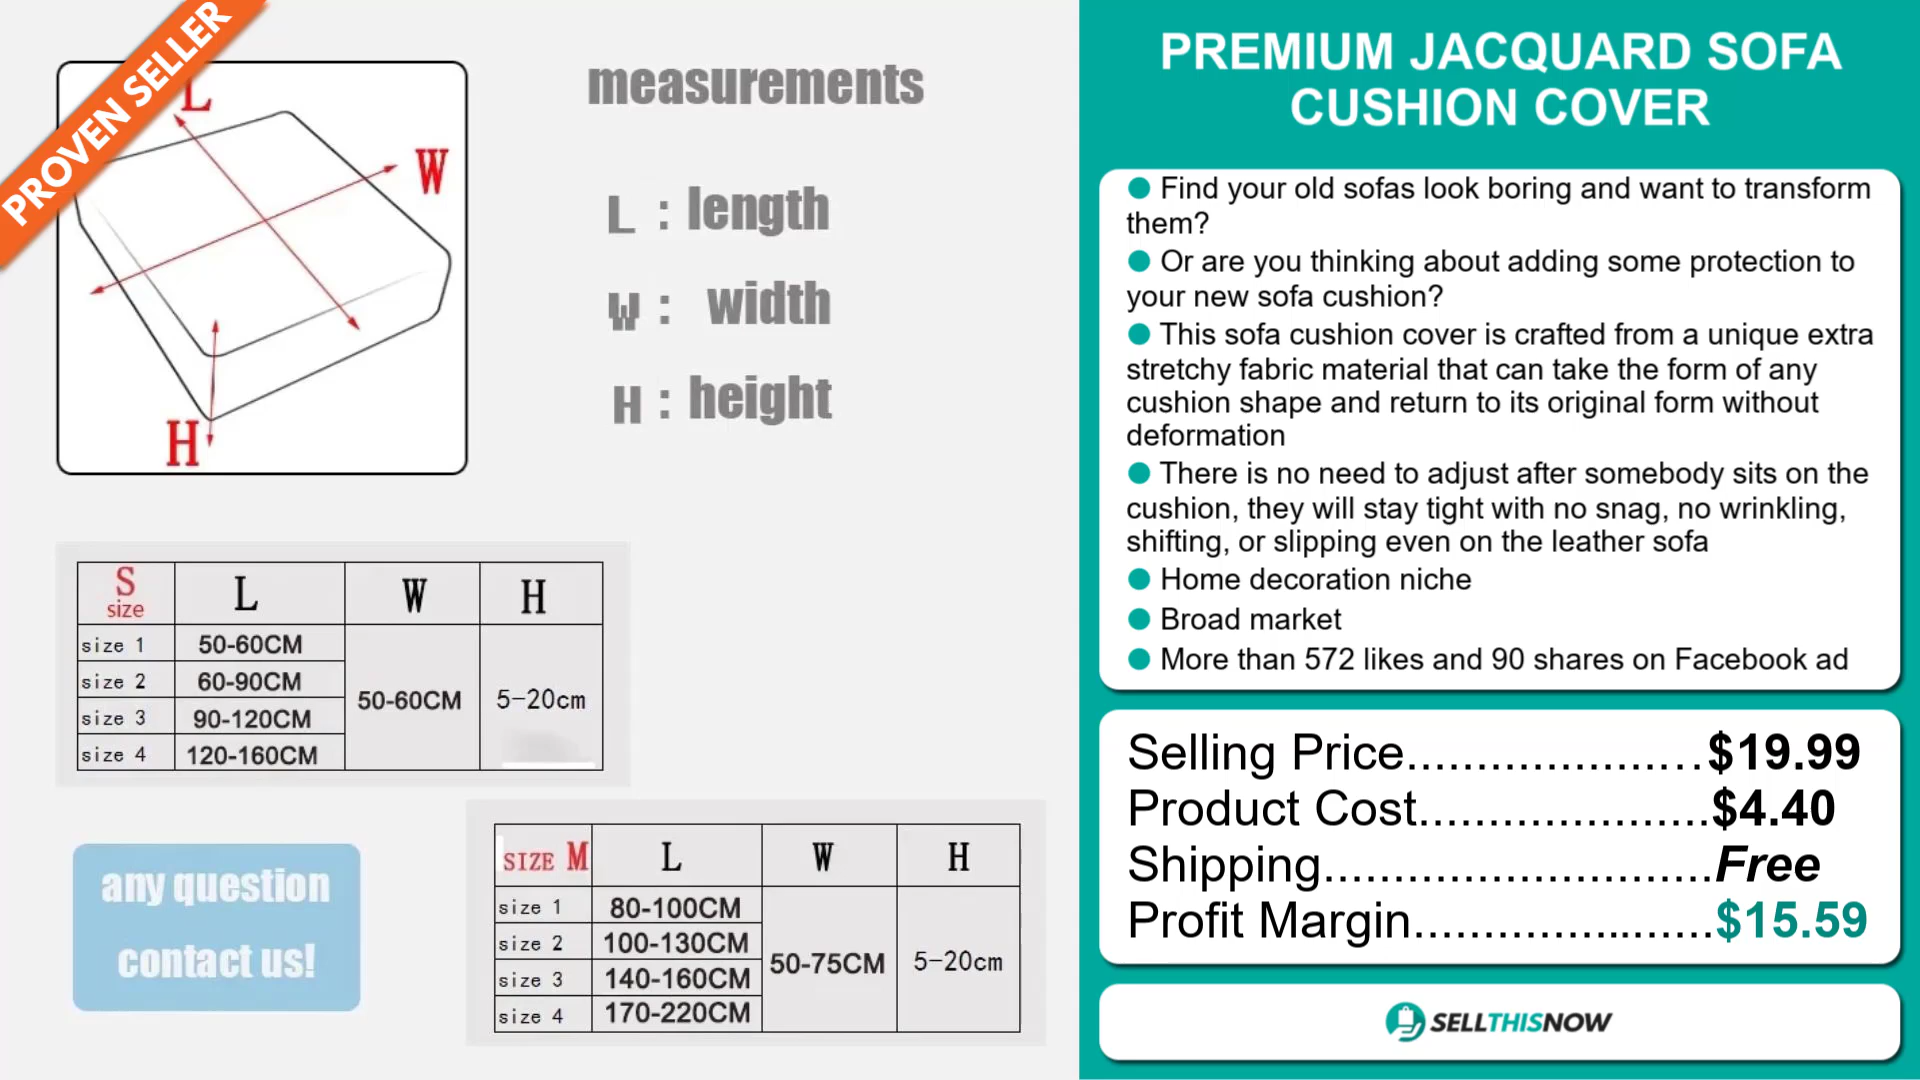 PROVEN SELLER
L
W
H
measurements
L : length
W : width
H : height
S size L W H
size 1 50-60CM
size 2 60-90CM
50-60CM 5-20cm
size 3 90-120CM
size 4 120-160CM
SIZE M L W H
size 1 80-100CM
size 2 100-130CM
50-75CM 5-20cm
size 3 140-160CM
size 4 170-220CM
any question
contact us!
PREMIUM JACQUARD SOFA
CUSHION COVER
● Find your old sofas look boring and want to transform
them?
● Or are you thinking about adding some protection to
your new sofa cushion?
● This sofa cushion cover is crafted from a unique extra
stretchy fabric material that can take the form of any
cushion shape and return to its original form without
deformation
● There is no need to adjust after somebody sits on the
cushion, they will stay tight with no snag, no wrinkling,
shifting, or slipping even on the leather sofa
● Home decoration niche
● Broad market
● More than 572 likes and 90 shares on Facebook ad
Selling Price.....................$19.99
Product Cost.....................$4.40
Shipping............................Free
Profit Margin......................$15.59
SELLTHISNOW